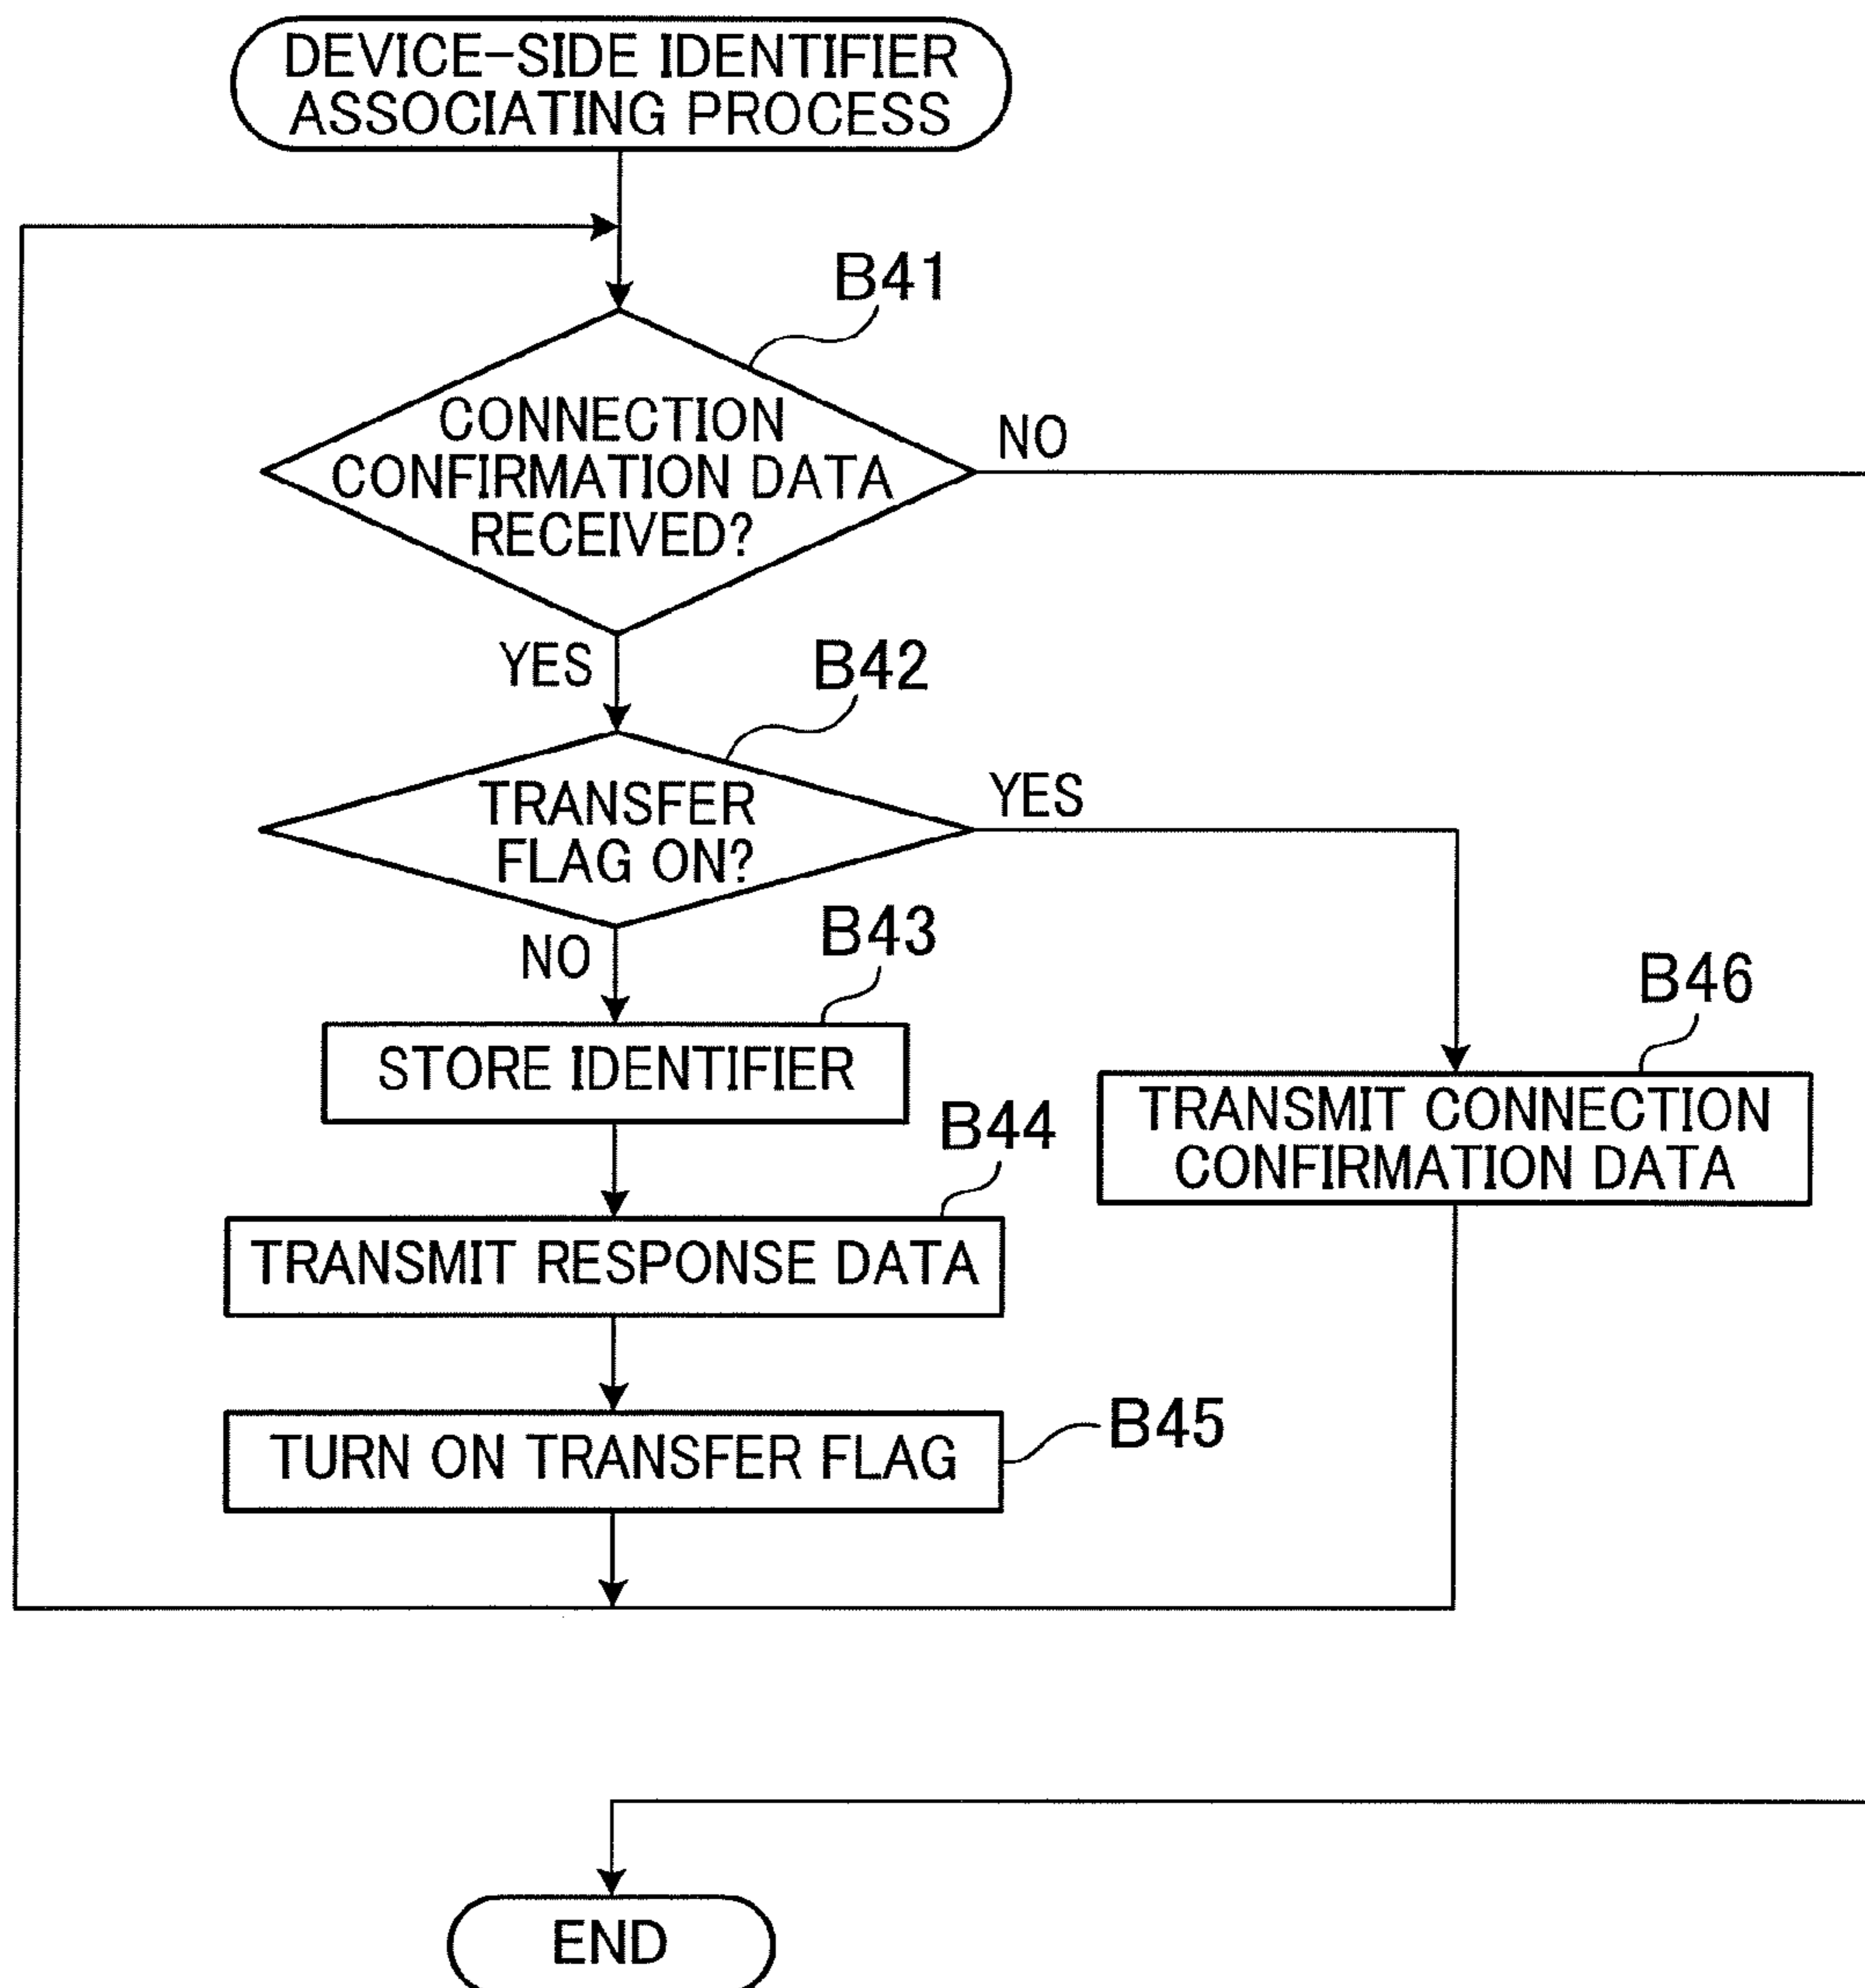 DEVICE-SIDE IDENTIFIER
ASSOCIATING PROCESS
B41
CONNECTION
CONFIRMATION DATA
RECEIVED?
NO
YES
B42
TRANSFER
FLAG ON?
YES
NO
B43
STORE IDENTIFIER
B46
TRANSMIT CONNECTION
CONFIRMATION DATA
B44
TRANSMIT RESPONSE DATA
B45
TURN ON TRANSFER FLAG
END